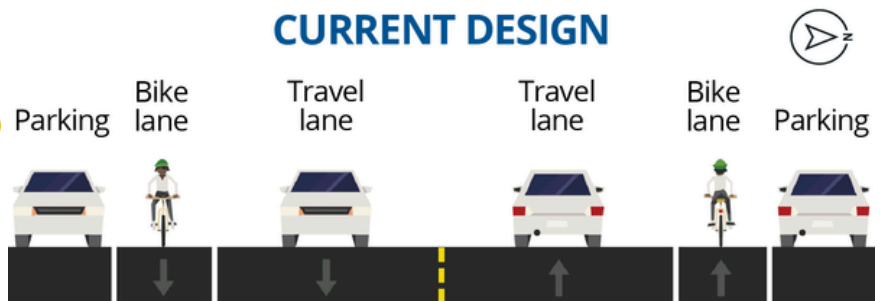 CURRENT DESIGN
N
Parking
Bike
lane
Travel
lane
Travel
lane
Bike
lane
Parking